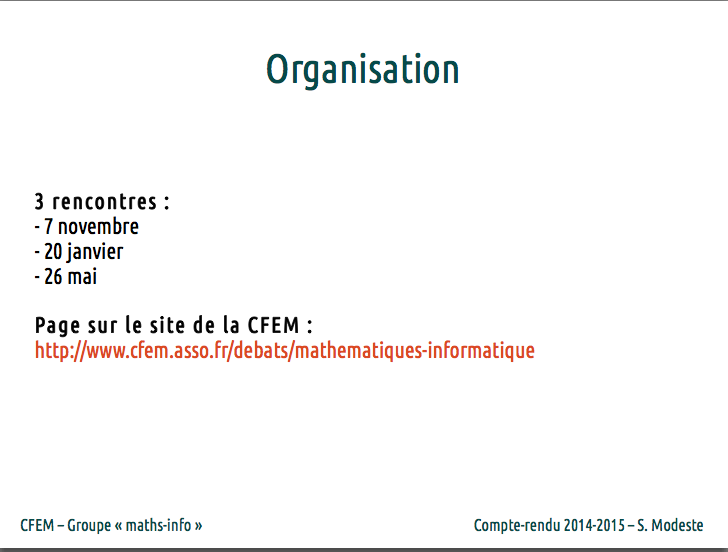 Organisation
3 rencontres :
- 7 novembre
- 20 janvier
- 26 mai
Page sur le site de la CFEM :
http://www.cfem.asso.fr/debats/mathematiques-informatique
CFEM – Groupe « maths-info »
Compte-rendu 2014-2015 – S. Modeste